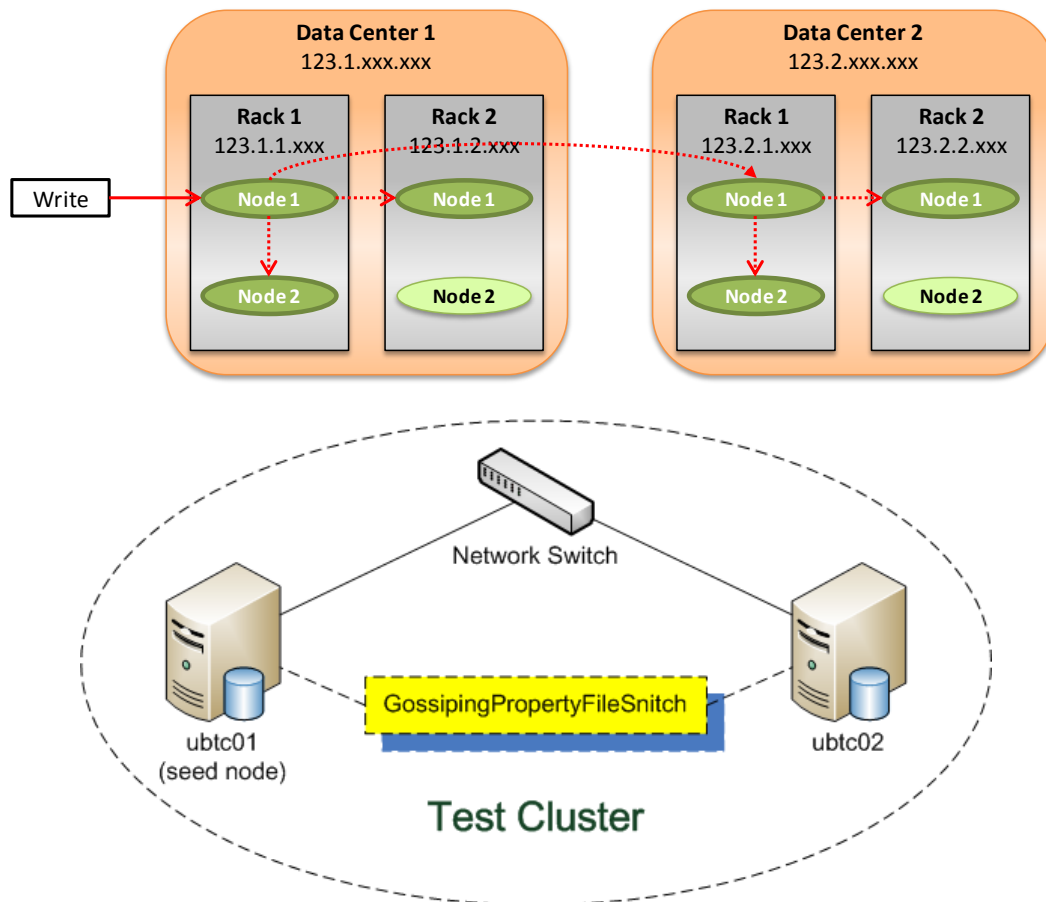 Data Center 1
123.1.xxx.xxx
Data Center 2
123.2.xxx.xxx
Rack 1
123.1.1.xxx
Rack 2
123.1.2.xxx
Rack 1
123.2.1.xxx
Rack 2
123.2.2.xxx
Write
Node 1
Node 1
Node 1
Node 1
Node 2
Node 2
Node 2
Node 2
Network Switch
GossipingPropertyFileSnitch
ubtc01
(seed node)
ubtc02
Test Cluster